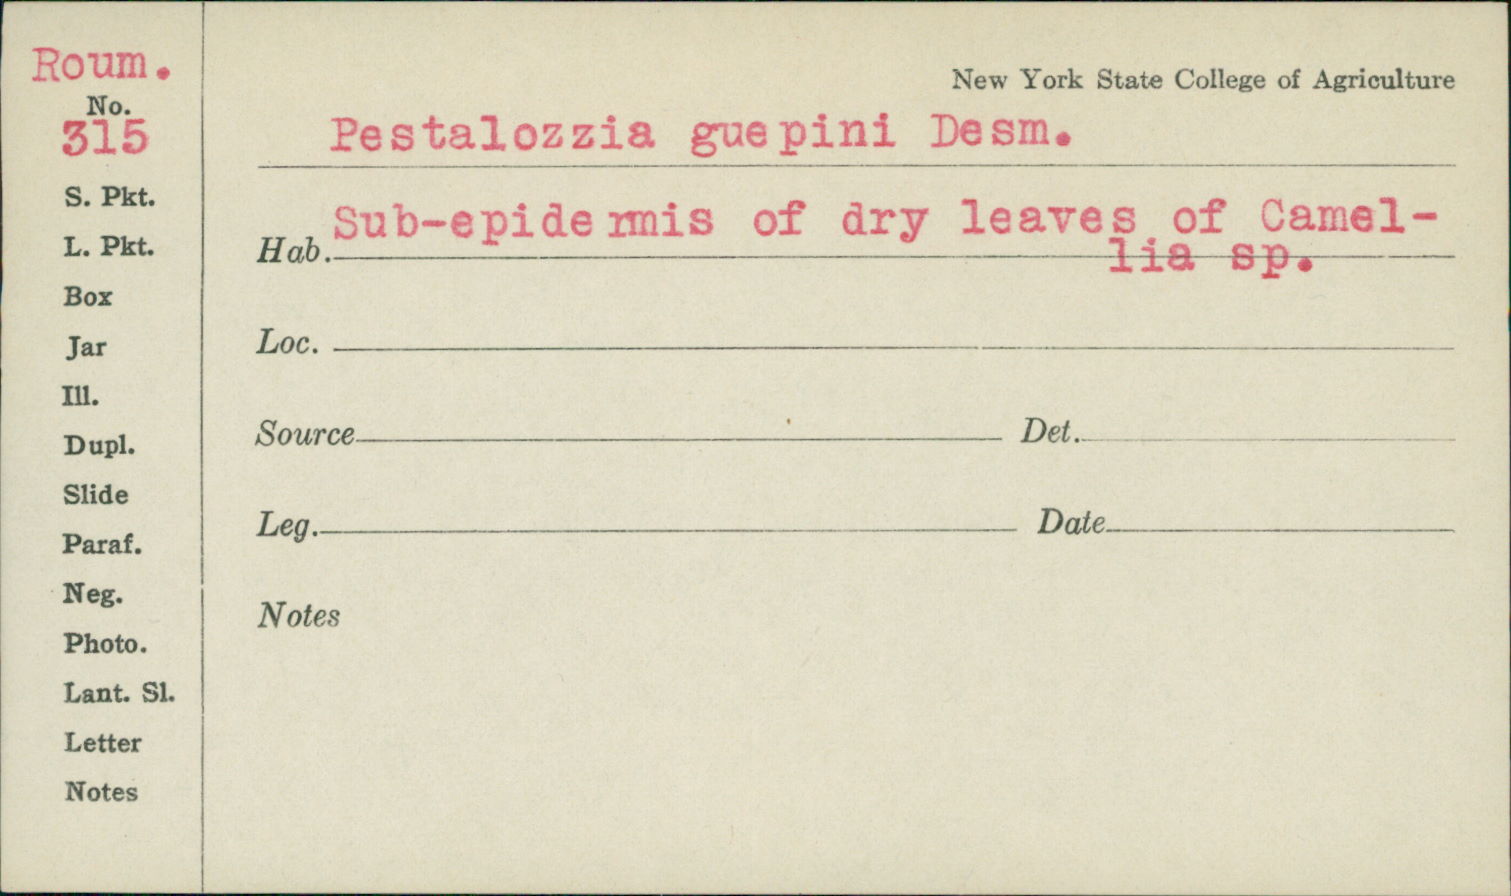 Roum.
No.
315
S. Pkt.
L. Pkt.
Box
Jar
Ill.
Dupl.
Slide
Paraf.
Neg.
Photo.
Lant. Sl.
Letter
Notes
New York State College of Agriculture
Pestalozzia guepini Desm.
Hab. Sub-epidermis of dry leaves of Camel-
lia sp.
Loc.
Source Det.
Leg. Date
Notes